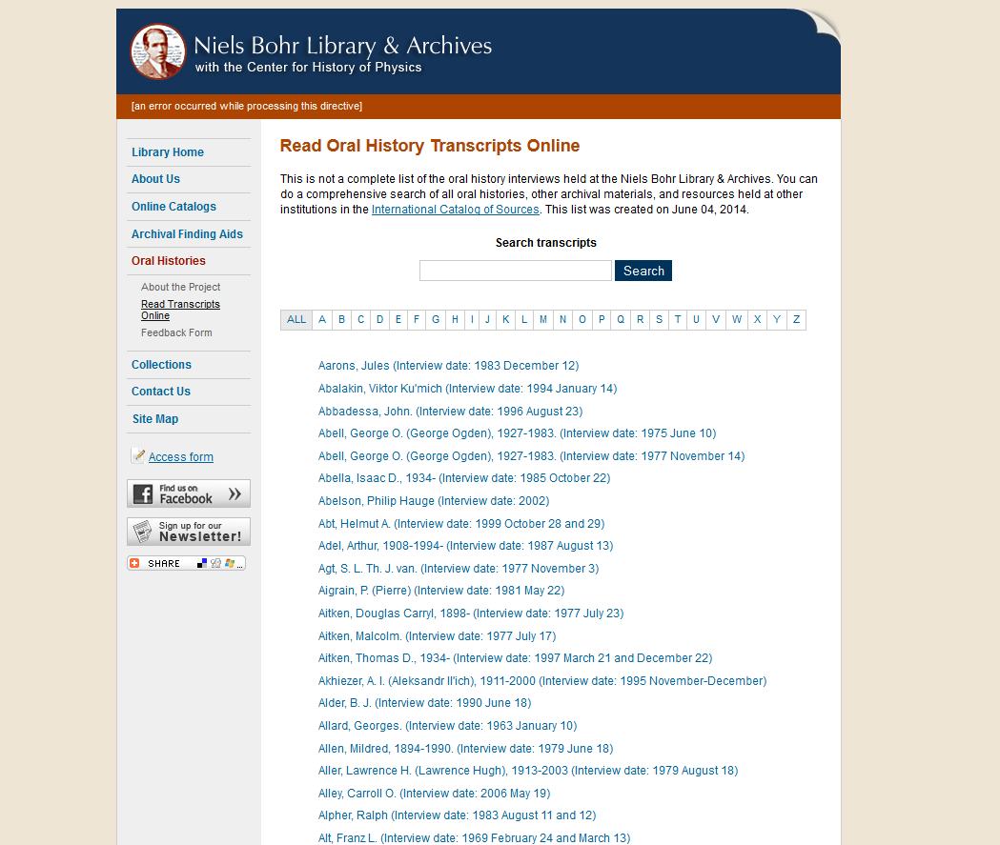 Niels Bohr Library & Archives
with the Center for History of Physics
[an error occurred while processing this directive]
Library Home
About Us
Online Catalogs
Archival Finding Aids
Oral Histories
About the Project
Read Transcripts
Online
Feedback Form
Collections
Contact Us
Site Map
Access form
Find us on
Facebook
Sign up for our
Newsletter!
SHARE
...
Read Oral History Transcripts Online
This is not a complete list of the oral history interviews held at the Niels Bohr Library & Archives. You can
do a comprehensive search of all oral histories, other archival materials, and resources held at other
institutions in the International Catalog of Sources. This list was created on June 04, 2014.
Search transcripts
Search
ALL A B C D E F G H I J K L M N O P Q R S T U V W X Y Z
Aarons, Jules (Interview date: 1983 December 12)
Abalakin, Viktor Ku'mich (Interview date: 1994 January 14)
Abbadessa, John. (Interview date: 1996 August 23)
Abell, George O. (George Ogden), 1927-1983. (Interview date: 1975 June 10)
Abell, George O. (George Ogden), 1927-1983. (Interview date: 1977 November 14)
Abella, Isaac D., 1934- (Interview date: 1985 October 22)
Abelson, Philip Hauge (Interview date: 2002)
Abt, Helmut A. (Interview date: 1999 October 28 and 29)
Adel, Arthur, 1908-1994- (Interview date: 1987 August 13)
Agt, S. L. Th. J. van. (Interview date: 1977 November 3)
Aigrain, P. (Pierre) (Interview date: 1981 May 22)
Aitken, Douglas Carryl, 1898- (Interview date: 1977 July 23)
Aitken, Malcolm. (Interview date: 1977 July 17)
Aitken, Thomas D., 1934- (Interview date: 1997 March 21 and December 22)
Akhiezer, A. I. (Aleksandr Il'ich), 1911-2000 (Interview date: 1995 November-December)
Alder, B. J. (Interview date: 1990 June 18)
Allard, Georges. (Interview date: 1963 January 10)
Allen, Mildred, 1894-1990. (Interview date: 1979 June 18)
Aller, Lawrence H. (Lawrence Hugh), 1913-2003 (Interview date: 1979 August 18)
Alley, Carroll O. (Interview date: 2006 May 19)
Alpher, Ralph (Interview date: 1983 August 11 and 12)
Alt, Franz L. (Interview date: 1969 February 24 and March 13)